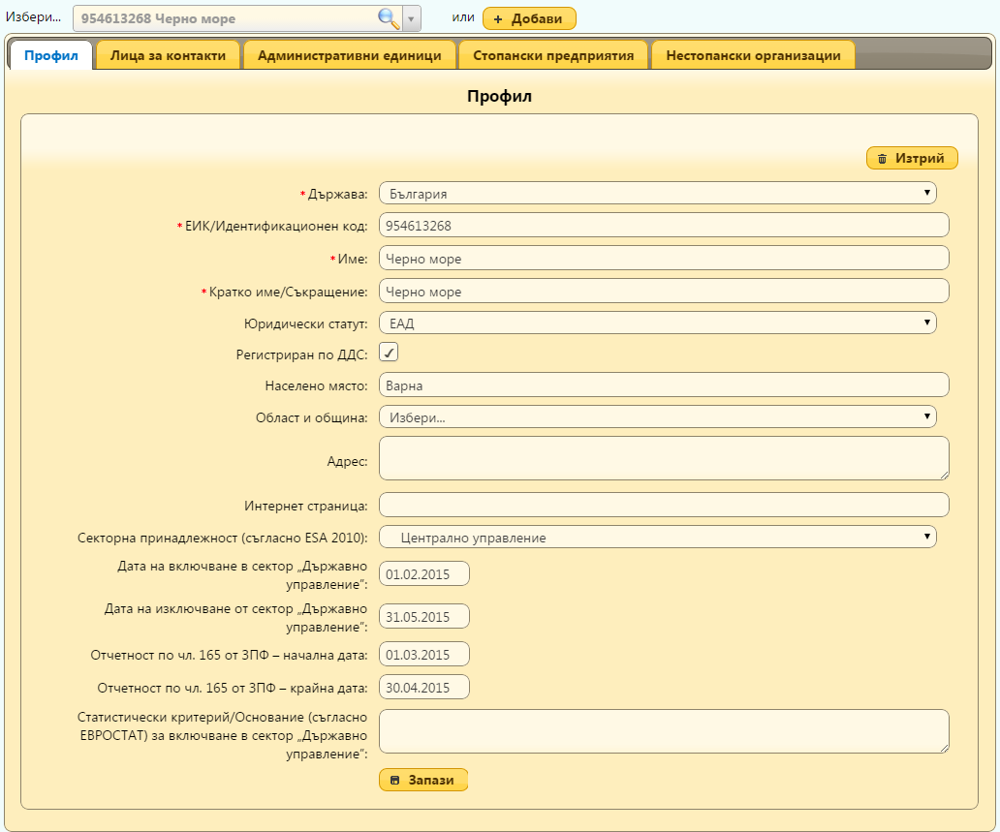 Избери... 954613268 Черно море или + Добави
Профил Лица за контакти Административни единици Стопански предприятия Нестопански организации
Профил
Изтрий
* Държава: България
* ЕИК/Идентификационен код: 954613268
* Име: Черно море
* Кратко име/Съкращение: Черно море
Юридически статут: ЕАД
Регистриран по ДДС: ✓
Населено място: Варна
Област и община: Избери...
Адрес:
Интернет страница:
Секторна принадлежност (съгласно ESA 2010): Централно управление
Дата на включване в сектор „Държавно
управление“: 01.02.2015
Дата на изключване от сектор „Държавно
управление“: 31.05.2015
Отчетност по чл. 165 от ЗПФ – начална дата: 01.03.2015
Отчетност по чл. 165 от ЗПФ – крайна дата: 30.04.2015
Статистически критерий/Основание (съгласно
ЕВРОСТАТ) за включване в сектор „Държавно
управление“:
Запази